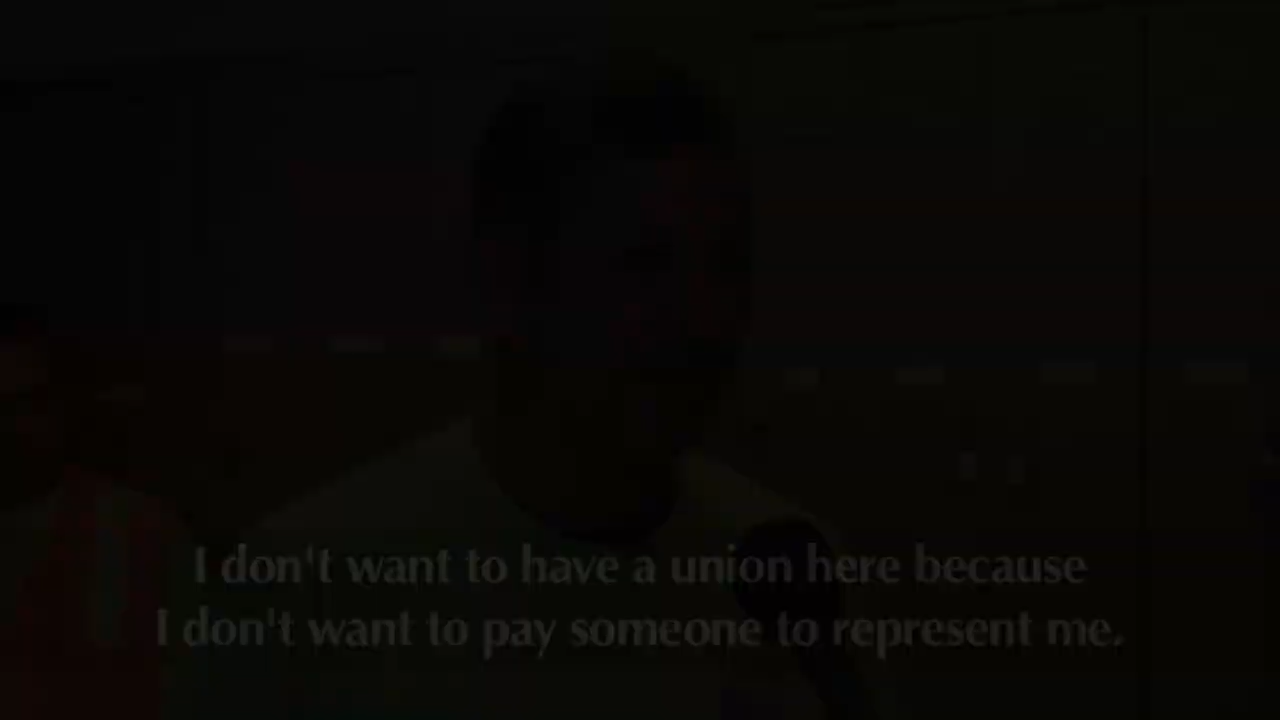 I don't want to have a union here because
I don't want to pay someone to represent me.